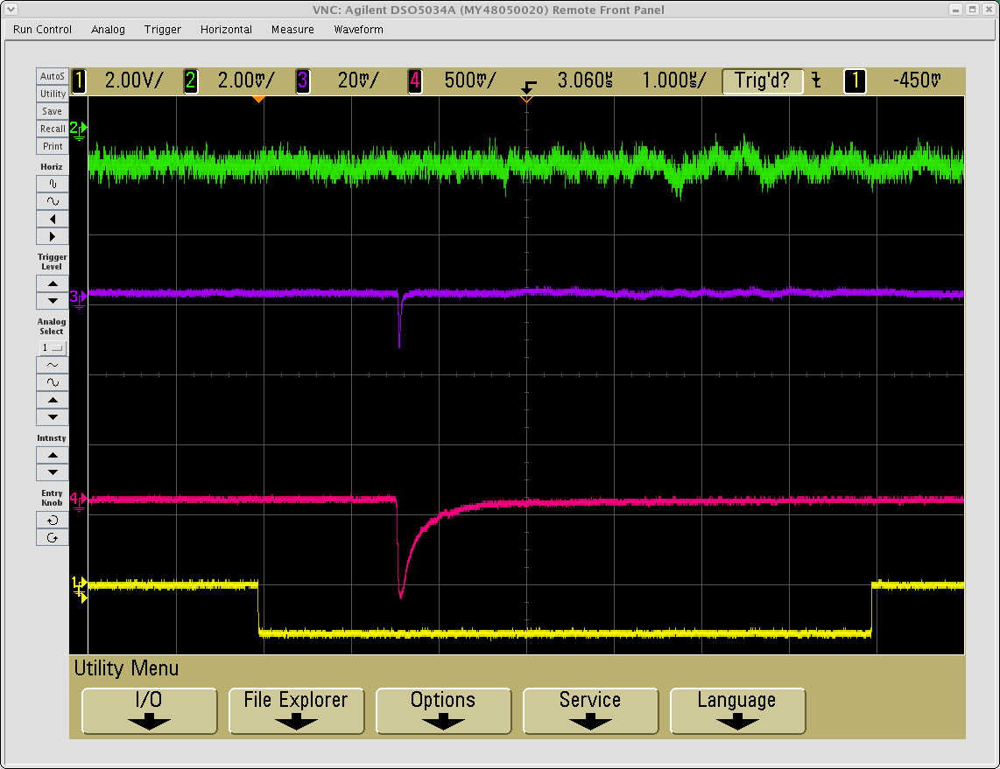 VNC: Agilent DSO5034A (MY48050020) Remote Front Panel
Run Control Analog Trigger Horizontal Measure Waveform
AutoS
Utility
Save
Recall
Print
Horiz
Trigger
Level
Analog
Select
1
Intnsty
Entry
Knob
1 2.00V/ 2 2.00mV/ 3 20mV/ 4 500mV/ 3.060µs 1.000µs/ Trig'd? 1 -450mV
2
3
4
1
Utility Menu
I/O File Explorer Options Service Language